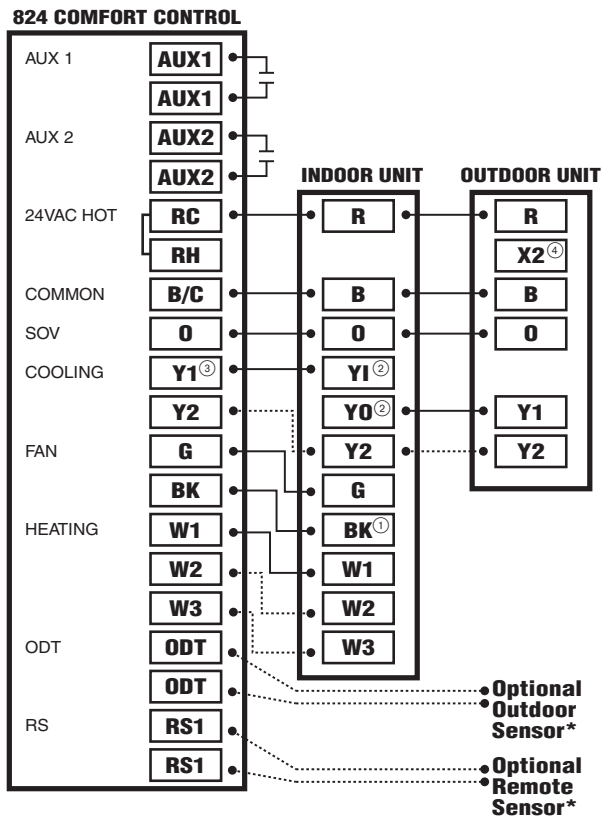 824 COMFORT CONTROL
AUX 1 AUX1
AUX1
AUX 2 AUX2
AUX2
INDOOR UNIT OUTDOOR UNIT
24VAC HOT RC R R
RH X2④
COMMON B/C B B
SOV O O O
COOLING Y1③ YI②
YO② Y1
Y2 Y2 Y2
FAN G G
BK BK①
HEATING W1 W1
W2 W2
W3 W3
ODT ODT
ODT
Optional
Outdoor
Sensor*
RS RS1
RS1
Optional
Remote
Sensor*